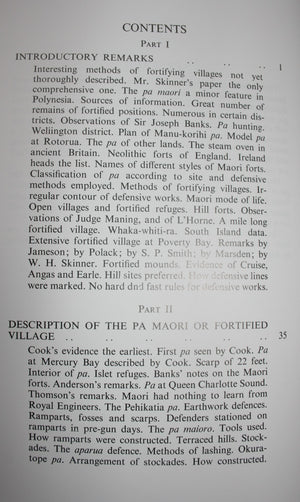 CONTENTS
PART I
INTRODUCTORY REMARKS .. .. .. 1
Interesting methods of fortifying villages not yet
thoroughly described. Mr. Skinner's paper the only
comprehensive one. The pa maori a minor feature in
Polynesia. Sources of information. Great number of
remains of fortified positions. Numerous in certain dis-
tricts. Observations of Sir Joseph Banks. Pa hunting.
Wellington district. Plan of Manu-korihi pa. Model pa
at Rotorua. The pa of other lands. The steam oven in
ancient Britain. Neolithic forts of England. Ireland
heads the list. Names of different styles of Maori forts.
Classification of pa according to site and defensive
methods employed. Methods of fortifying villages. Ir-
regular contour of defensive works. Maori mode of life.
Open villages and fortified refuges. Hill forts. Obser-
vations of Judge Maning, and of L'Horne. A mile long
fortified village. Whaka-whiti-ra. South Island data.
Extensive fortified village at Poverty Bay. Remarks by
Jameson; by Polack; by S. P. Smith; by Marsden; by
W. H. Skinner. Fortified mounds. Evidence of Cruise,
Angas and Earle. Hill sites preferred. How defensive lines
were marked. No hard and fast rules for defensive works.
PART II
DESCRIPTION OF THE PA MAORI OR FORTIFIED
VILLAGE .. .. .. .. .. .. 35
Cook's evidence the earliest. First pa seen by Cook. Pa
at Mercury Bay described by Cook. Scarp of 22 feet.
Interior of pa. Islet refuges. Banks' notes on the Maori
forts. Anderson's remarks. Pa at Queen Charlotte Sound.
Thomson's remarks. Maori had nothing to learn from
Royal Engineers. The Pehikatia pa. Earthwork defences.
Ramparts, fosses and scarps. Defenders stationed on
ramparts in pre-gun days. The pa maioro. Tools used.
How ramparts were constructed. Terraced hills. Stock-
ades. The aparua defence. Methods of lashing. Okura-
tope pa. Arrangement of stockades. How constructed.